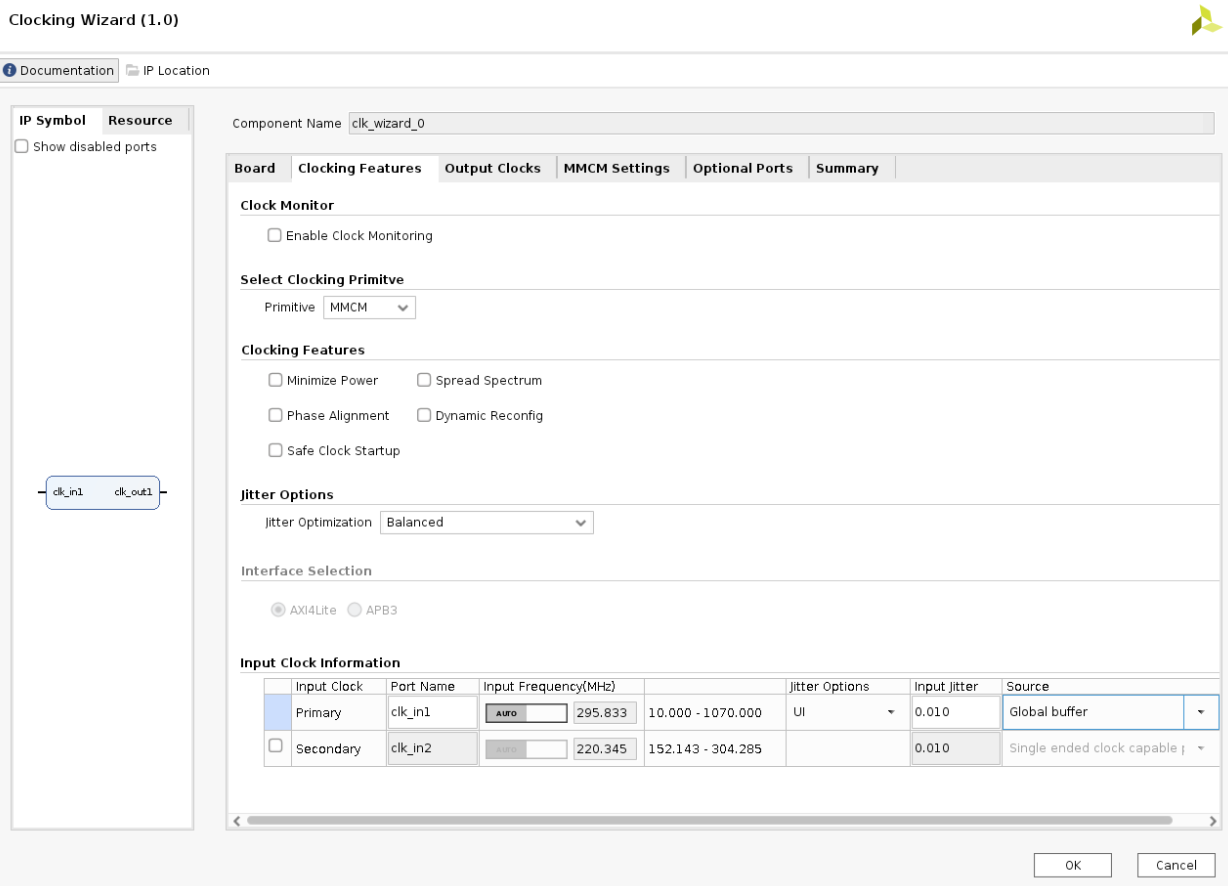 Clocking Wizard (1.0)
Documentation IP Location
IP Symbol Resource
Show disabled ports
clk_in1 clk_out1
Component Name clk_wizard_0
Board Clocking Features Output Clocks MMCM Settings Optional Ports Summary
Clock Monitor
Enable Clock Monitoring
Select Clocking Primitve
Primitive MMCM
Clocking Features
Minimize Power Spread Spectrum
Phase Alignment Dynamic Reconfig
Safe Clock Startup
Jitter Options
Jitter Optimization Balanced
Interface Selection
AXI4Lite APB3
Input Clock Information
Input Clock Port Name Input Frequency(MHz) Jitter Options Input Jitter Source
Primary clk_in1 AUTO 295.833 10.000 - 1070.000 UI 0.010 Global buffer
Secondary clk_in2 AUTO 220.345 152.143 - 304.285 0.010 Single ended clock capable
OK Cancel